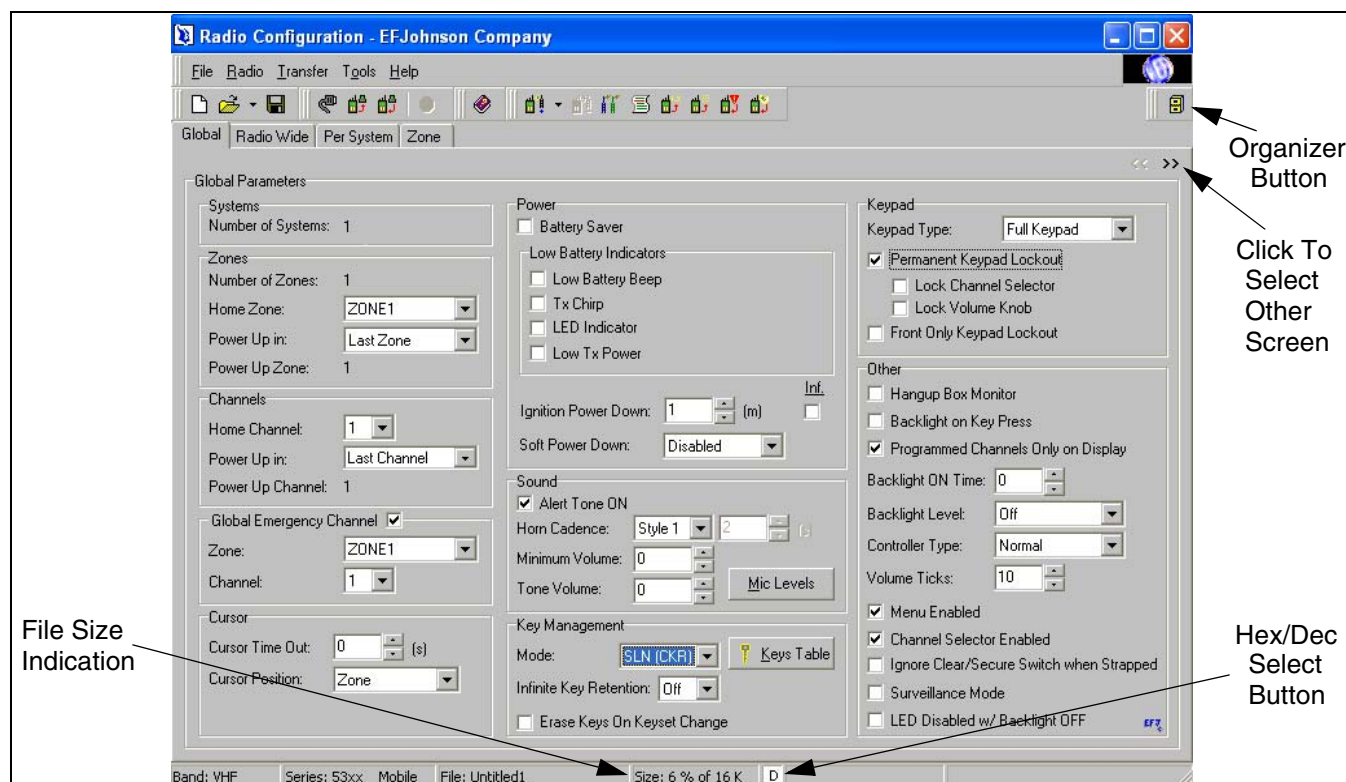 Radio Configuration - EFJohnson Company
File Radio Transfer Tools Help
Global Radio Wide Per System Zone
<< >>
Organizer
Button
Click To
Select
Other
Screen
Global Parameters
Systems
Number of Systems: 1
Zones
Number of Zones: 1
Home Zone: ZONE1
Power Up in: Last Zone
Power Up Zone: 1
Channels
Home Channel: 1
Power Up in: Last Channel
Power Up Channel: 1
Global Emergency Channel
Zone: ZONE1
Channel: 1
Cursor
Cursor Time Out: 0 (s)
Cursor Position: Zone
Power
Battery Saver
Low Battery Indicators
Low Battery Beep
Tx Chirp
LED Indicator
Low Tx Power
Inf.
Ignition Power Down: 1 (m)
Soft Power Down: Disabled
Sound
Alert Tone ON
Horn Cadence: Style 1 2 (s)
Minimum Volume: 0
Tone Volume: 0
Mic Levels
Key Management
Mode: SLN (CKR) Keys Table
Infinite Key Retention: Off
Erase Keys On Keyset Change
Keypad
Keypad Type: Full Keypad
Permanent Keypad Lockout
Lock Channel Selector
Lock Volume Knob
Front Only Keypad Lockout
Other
Hangup Box Monitor
Backlight on Key Press
Programmed Channels Only on Display
Backlight ON Time: 0
Backlight Level: Off
Controller Type: Normal
Volume Ticks: 10
Menu Enabled
Channel Selector Enabled
Ignore Clear/Secure Switch when Strapped
Surveillance Mode
LED Disabled w/ Backlight OFF
File Size
Indication
Hex/Dec
Select
Button
Band: VHF Series: 53xx Mobile File: Untitled1 Size: 6 % of 16 K D